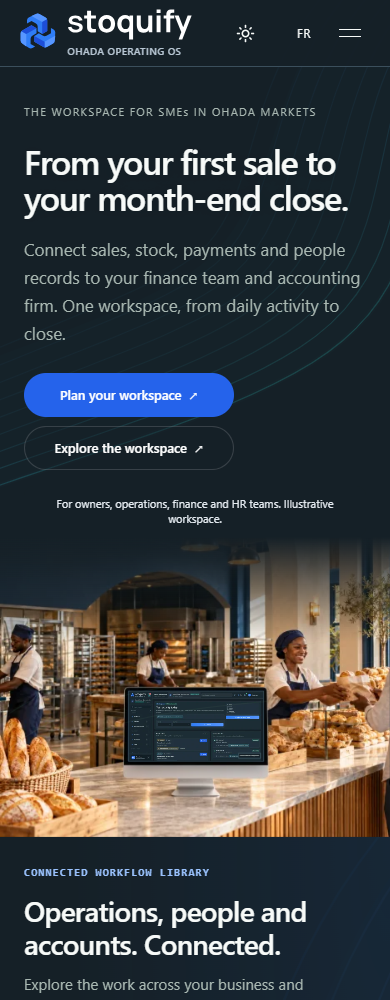 stoquify
OHADA OPERATING OS
FR
THE WORKSPACE FOR SMEs IN OHADA MARKETS
From your first sale to
your month-end close.
Connect sales, stock, payments and people
records to your finance team and accounting
firm. One workspace, from daily activity to
close.
Plan your workspace ↗
Explore the workspace ↗
For owners, operations, finance and HR teams. Illustrative
workspace.
CONNECTED WORKFLOW LIBRARY
Operations, people and
accounts. Connected.
Explore the work across your business and